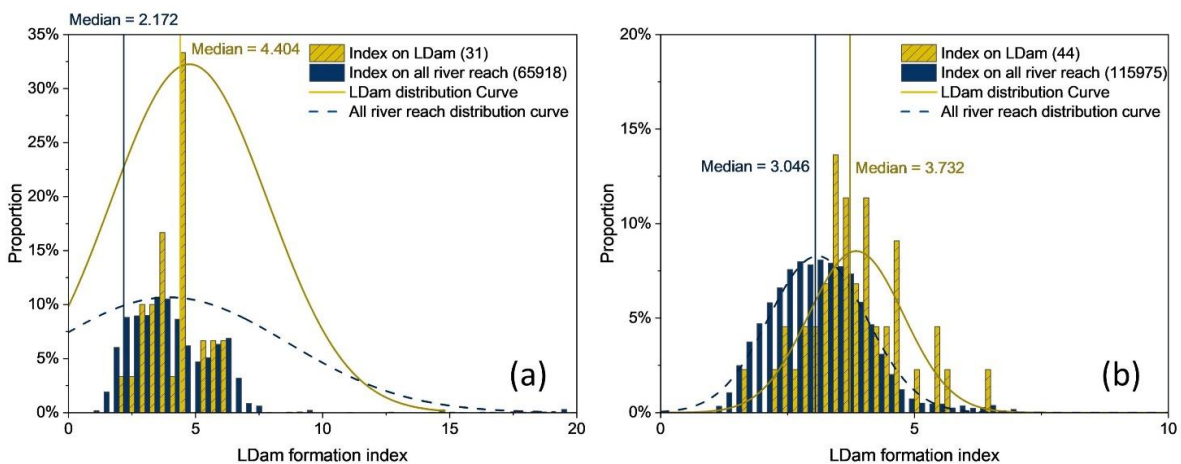 Median = 2.172
Median = 4.404
35%
30%
25%
20%
15%
10%
5%
0%
Proportion
Index on LDam (31)
Index on all river reach (65918)
LDam distribution Curve
All river reach distribution curve
(a)
0
5
10
15
20
LDam formation index
20%
15%
10%
5%
0%
Proportion
Index on LDam (44)
Index on all river reach (115975)
LDam distribution Curve
All river reach distribution curve
Median = 3.046
Median = 3.732
(b)
0
5
10
LDam formation index